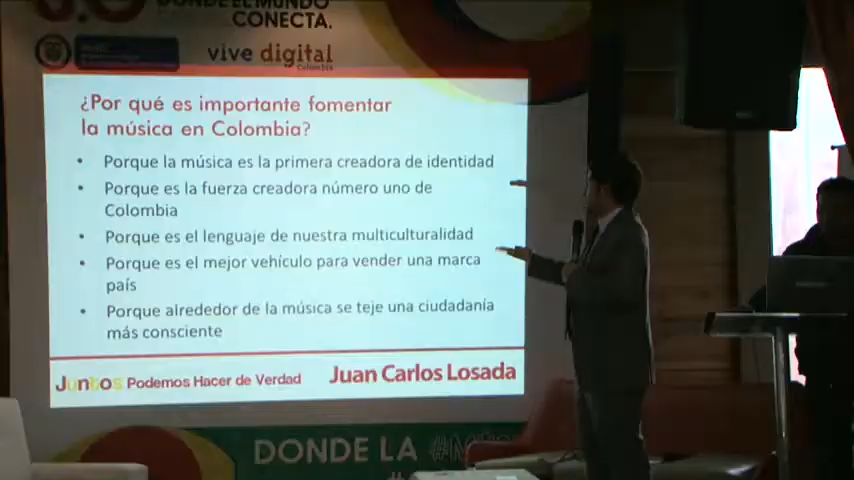 DONDE EL MUNDO
CONECTA.
vive digital
Colombia
¿Por qué es importante fomentar
la música en Colombia?
• Porque la música es la primera creadora de identidad
• Porque es la fuerza creadora número uno de
Colombia
• Porque es el lenguaje de nuestra multiculturalidad
• Porque es el mejor vehículo para vender una marca
país
• Porque alrededor de la música se teje una ciudadanía
más consciente
Juntos Podemos Hacer de Verdad
Juan Carlos Losada
DONDE LA